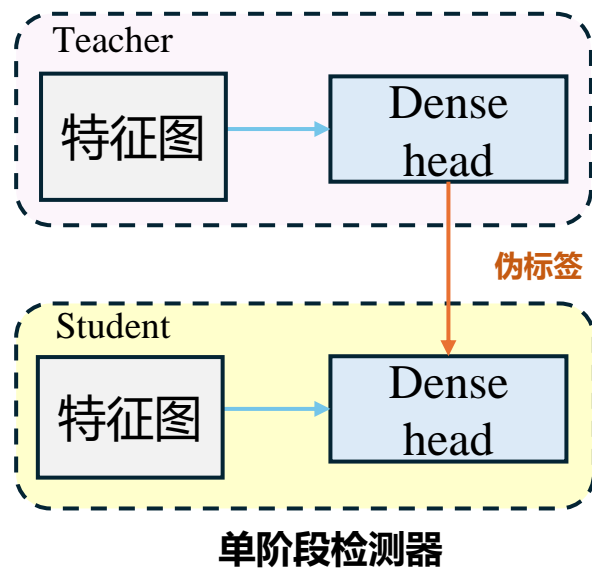 Teacher
特征图
Dense
head
伪标签
Student
特征图
Dense
head
单阶段检测器